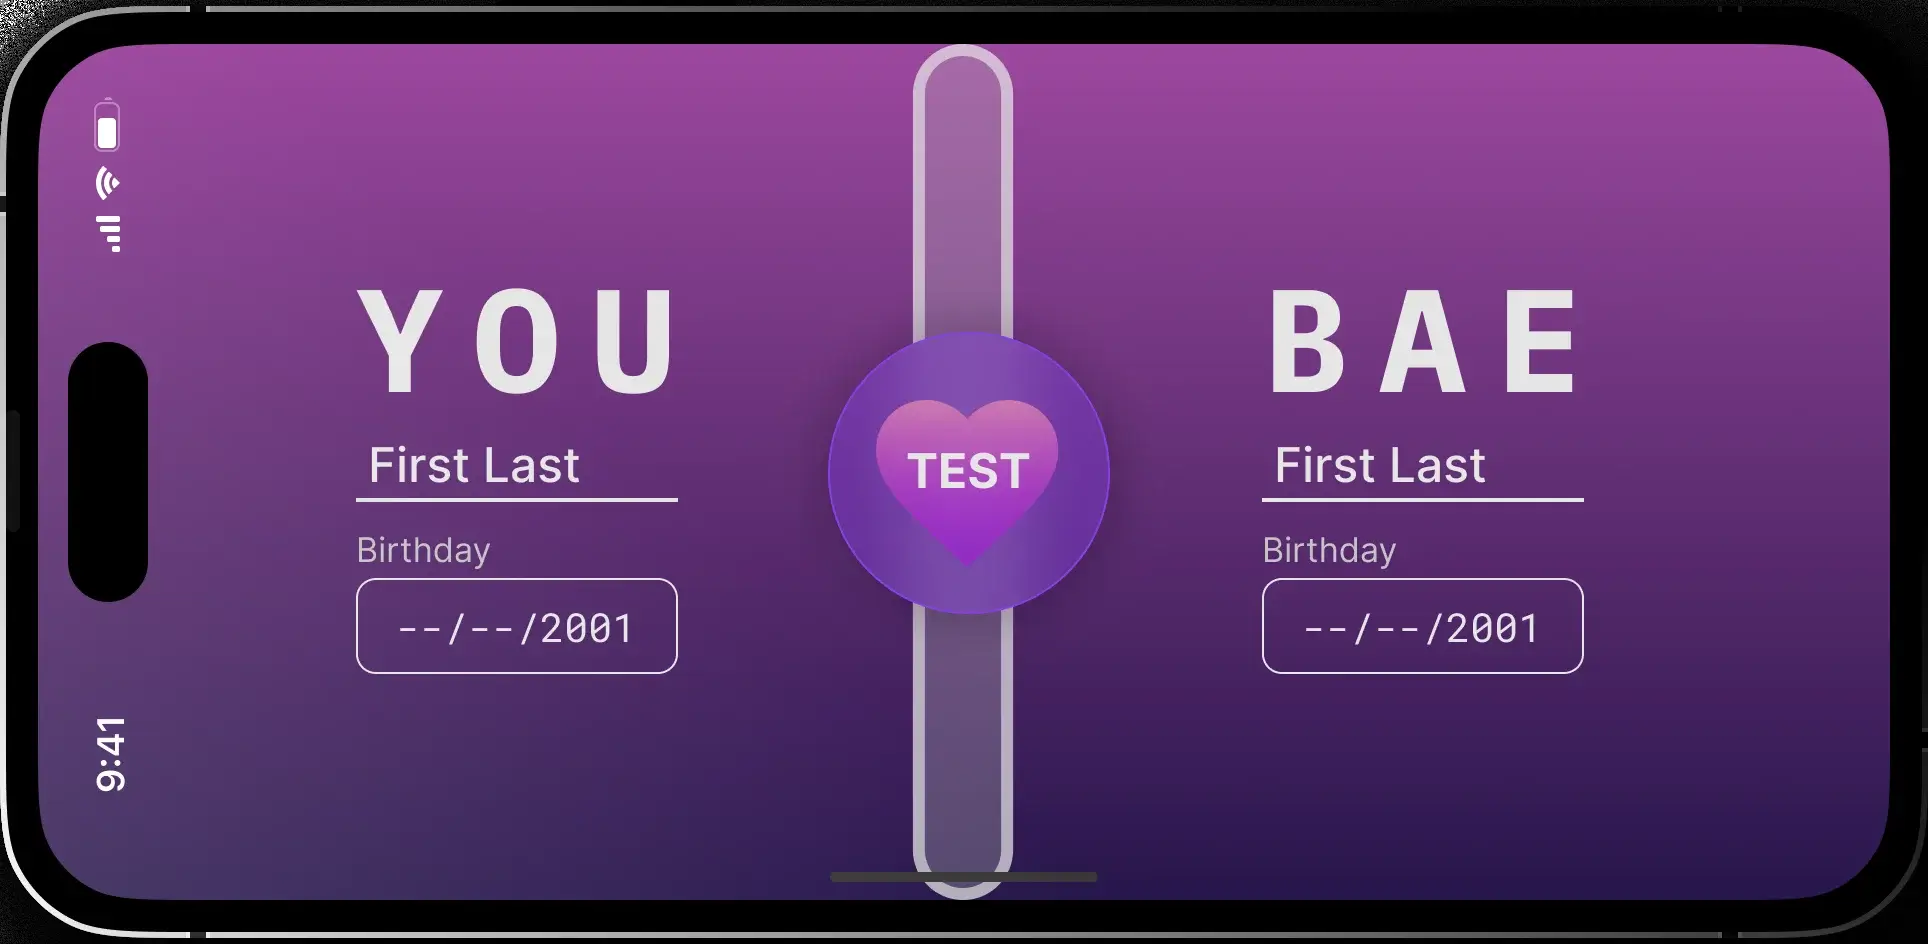 YOU
First Last
Birthday
--/--/2001
TEST
BAE
First Last
Birthday
--/--/2001
9:41